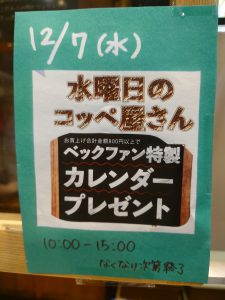 12/7(水)
水曜日の
コッペ屋さん
お買上げ合計金額800円以上で
ベックファン特製
カレンダー
プレゼント
10:00-15:00
なくなり次第終了